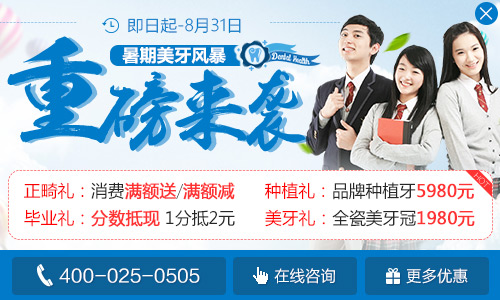 即日起-8月31日
暑期美牙风暴
Dental Health
重磅来袭
HOT
正畸礼：消费满额送/满额减 种植礼：品牌种植牙5980元
毕业礼：分数抵现 1分抵2元 美牙礼：全瓷美牙冠1980元
400-025-0505 在线咨询 更多优惠